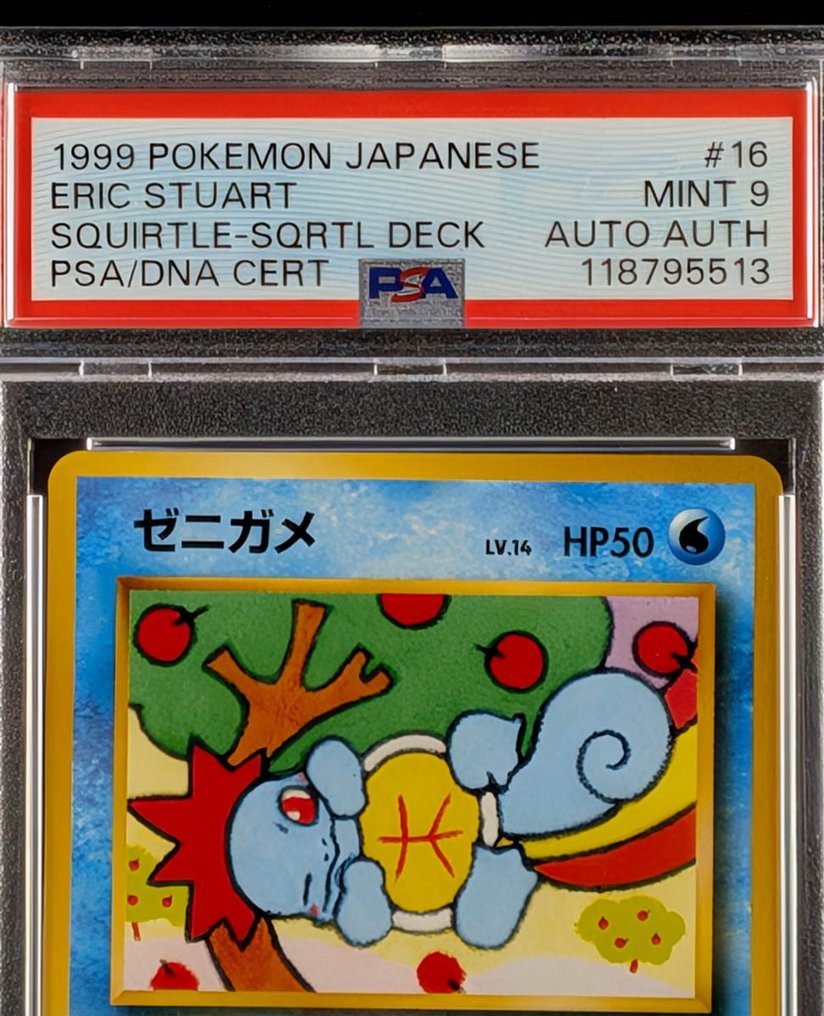 1999 POKEMON JAPANESE #16
ERIC STUART MINT 9
SQUIRTLE-SQRTL DECK AUTO AUTH
PSA/DNA CERT PSA 118795513
ゼニガメ LV.14 HP50